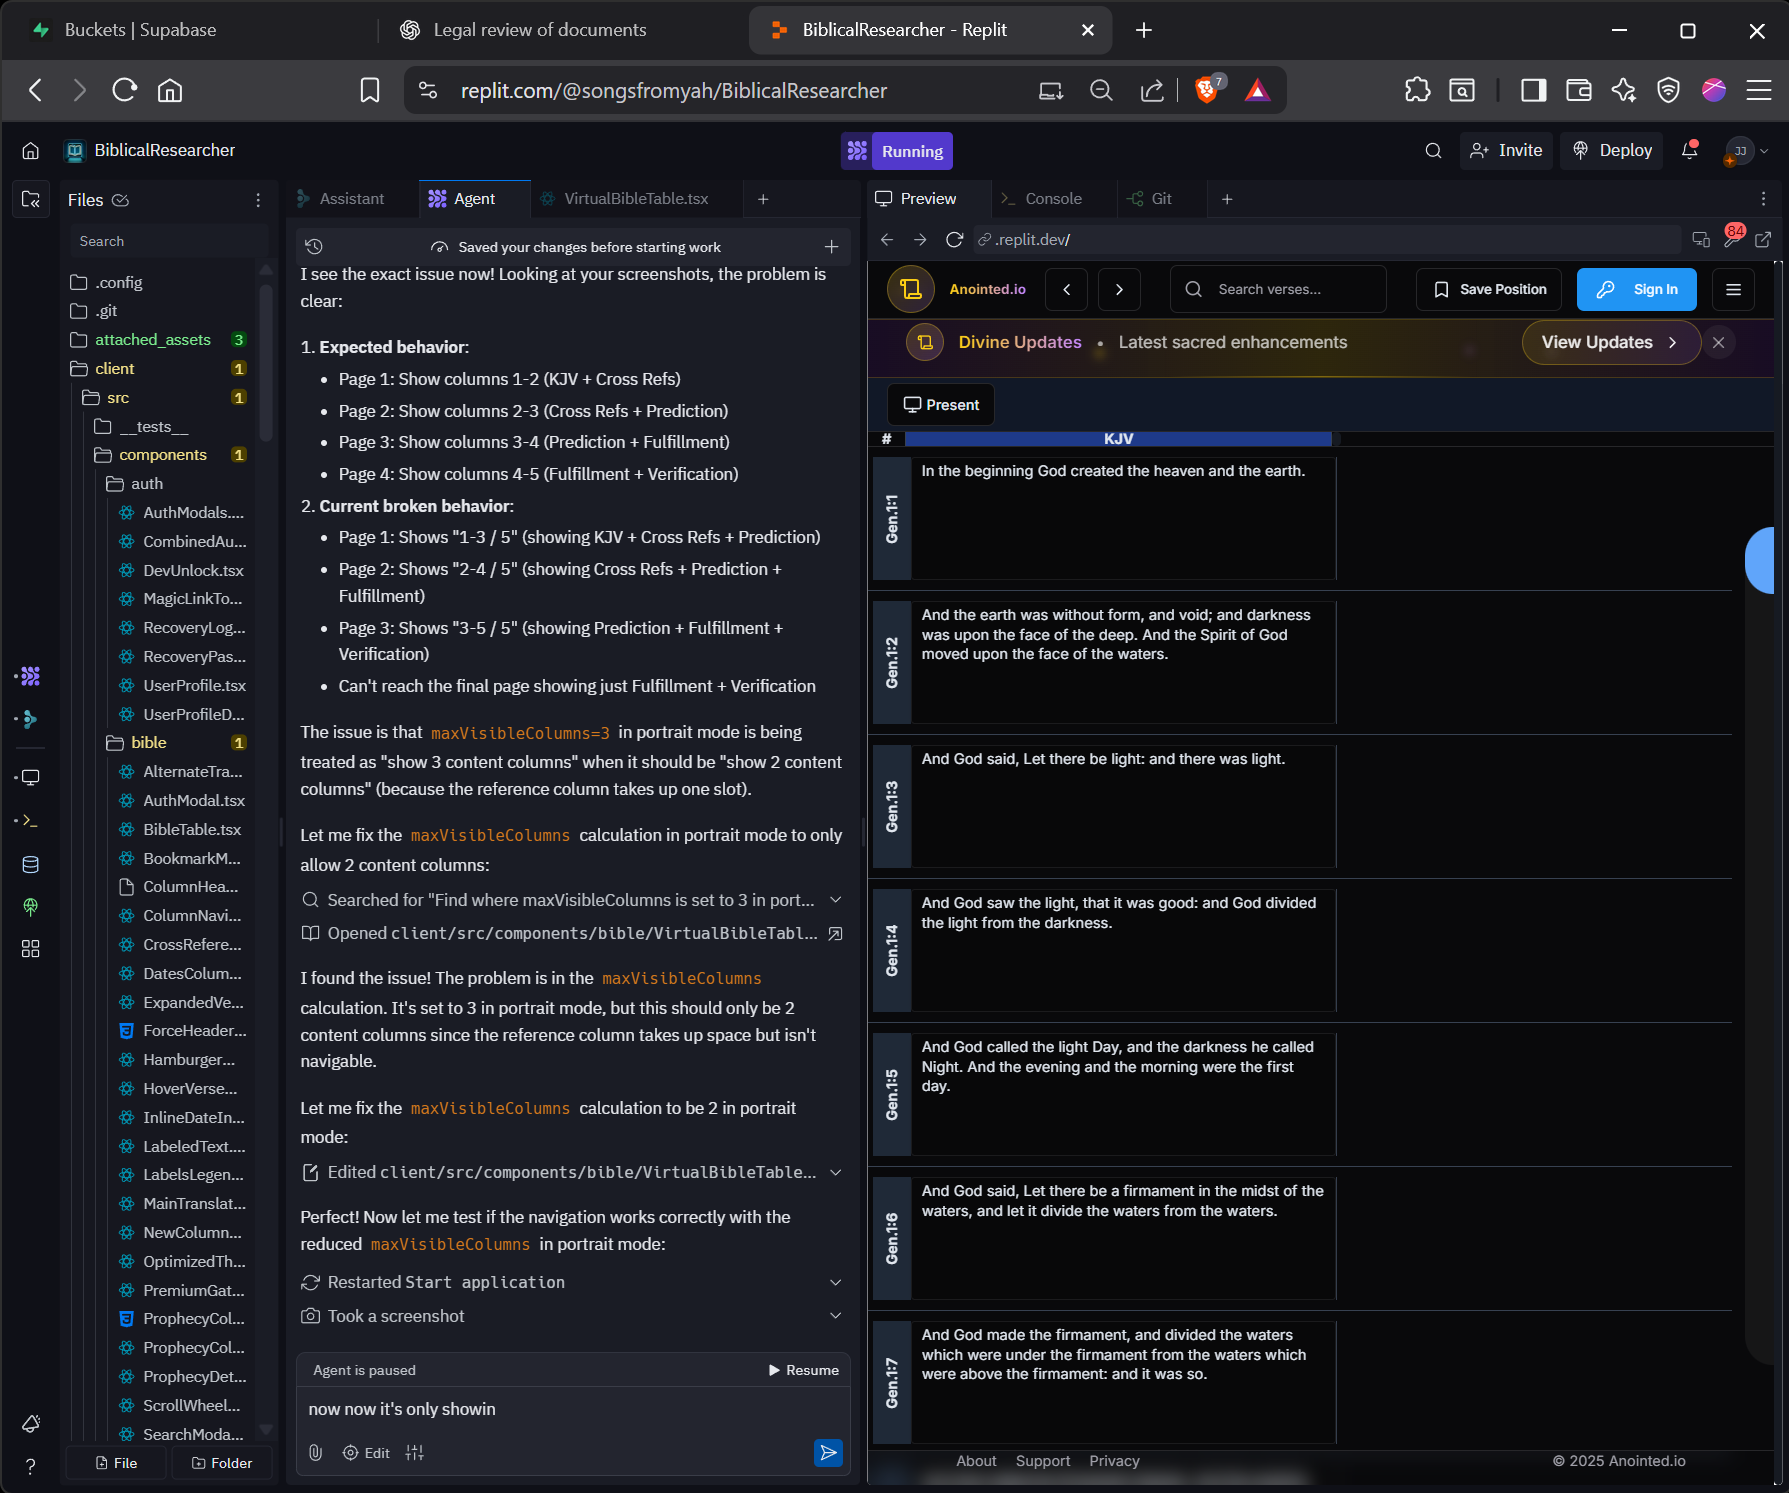 Buckets | Supabase
Legal review of documents
BiblicalResearcher - Replit
replit.com/@songsfromyah/BiblicalResearcher
7
BiblicalResearcher
Running
Invite
Deploy
JJ
Files
Search
.config
.git
attached_assets 3
client 1
src 1
__tests__
components 1
auth
AuthModals....
CombinedAu...
DevUnlock.tsx
MagicLinkTo...
RecoveryLog...
RecoveryPas...
UserProfile.tsx
UserProfileD...
bible 1
AlternateTra...
AuthModal.tsx
BibleTable.tsx
BookmarkM...
ColumnHea...
ColumnNavi...
CrossRefere...
DatesColum...
ExpandedVe...
ForceHeader...
Hamburger...
HoverVerse...
InlineDateIn...
LabeledText....
LabelsLegen...
MainTranslat...
NewColumn...
OptimizedTh...
PremiumGat...
ProphecyCol...
ProphecyCol...
ProphecyDet...
ScrollWheel...
SearchModa...
File
Folder
Assistant
Agent
VirtualBibleTable.tsx
Saved your changes before starting work
I see the exact issue now! Looking at your screenshots, the problem is
clear:
1. Expected behavior:
• Page 1: Show columns 1-2 (KJV + Cross Refs)
• Page 2: Show columns 2-3 (Cross Refs + Prediction)
• Page 3: Show columns 3-4 (Prediction + Fulfillment)
• Page 4: Show columns 4-5 (Fulfillment + Verification)
2. Current broken behavior:
• Page 1: Shows "1-3 / 5" (showing KJV + Cross Refs + Prediction)
• Page 2: Shows "2-4 / 5" (showing Cross Refs + Prediction +
Fulfillment)
• Page 3: Shows "3-5 / 5" (showing Prediction + Fulfillment +
Verification)
• Can't reach the final page showing just Fulfillment + Verification
The issue is that maxVisibleColumns=3 in portrait mode is being
treated as "show 3 content columns" when it should be "show 2 content
columns" (because the reference column takes up one slot).
Let me fix the maxVisibleColumns calculation in portrait mode to only
allow 2 content columns:
Searched for "Find where maxVisibleColumns is set to 3 in port...
Opened client/src/components/bible/VirtualBibleTabl...
I found the issue! The problem is in the maxVisibleColumns
calculation. It's set to 3 in portrait mode, but this should only be 2
content columns since the reference column takes up space but isn't
navigable.
Let me fix the maxVisibleColumns calculation to be 2 in portrait
mode:
Edited client/src/components/bible/VirtualBibleTable...
Perfect! Now let me test if the navigation works correctly with the
reduced maxVisibleColumns in portrait mode:
Restarted Start application
Took a screenshot
Agent is paused
Resume
now now it's only showin
Edit
Preview
Console
Git
.replit.dev/
84
Anointed.io
Search verses...
Save Position
Sign In
Divine Updates • Latest sacred enhancements
View Updates
Present
# KJV
Gen.1:1
In the beginning God created the heaven and the earth.
Gen.1:2
And the earth was without form, and void; and darkness
was upon the face of the deep. And the Spirit of God
moved upon the face of the waters.
Gen.1:3
And God said, Let there be light: and there was light.
Gen.1:4
And God saw the light, that it was good: and God divided
the light from the darkness.
Gen.1:5
And God called the light Day, and the darkness he called
Night. And the evening and the morning were the first
day.
Gen.1:6
And God said, Let there be a firmament in the midst of the
waters, and let it divide the waters from the waters.
Gen.1:7
And God made the firmament, and divided the waters
which were under the firmament from the waters which
were above the firmament: and it was so.
About Support Privacy
© 2025 Anointed.io